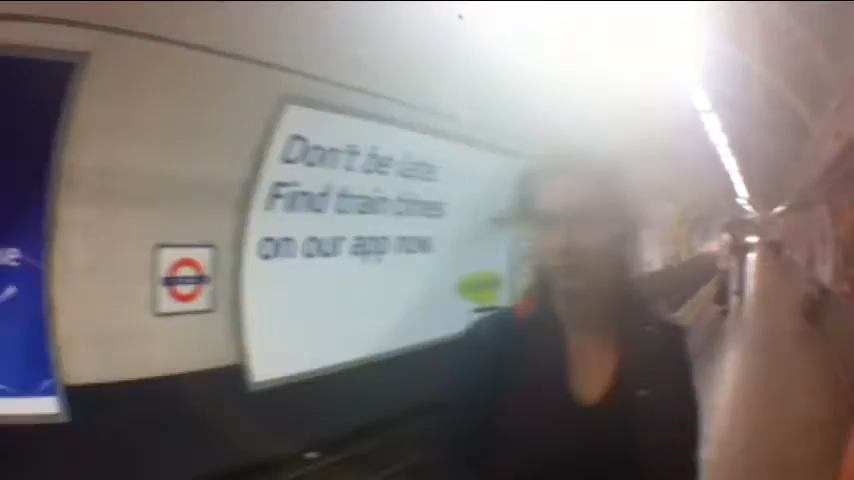 Don't be late.
Find train times
on our app now.